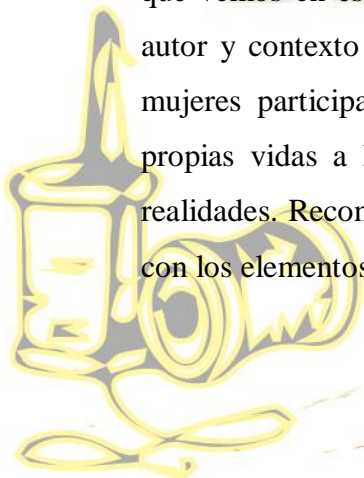 autor y contexto
mujeres participa
propias vidas a
realidades. Recon
con los elementos